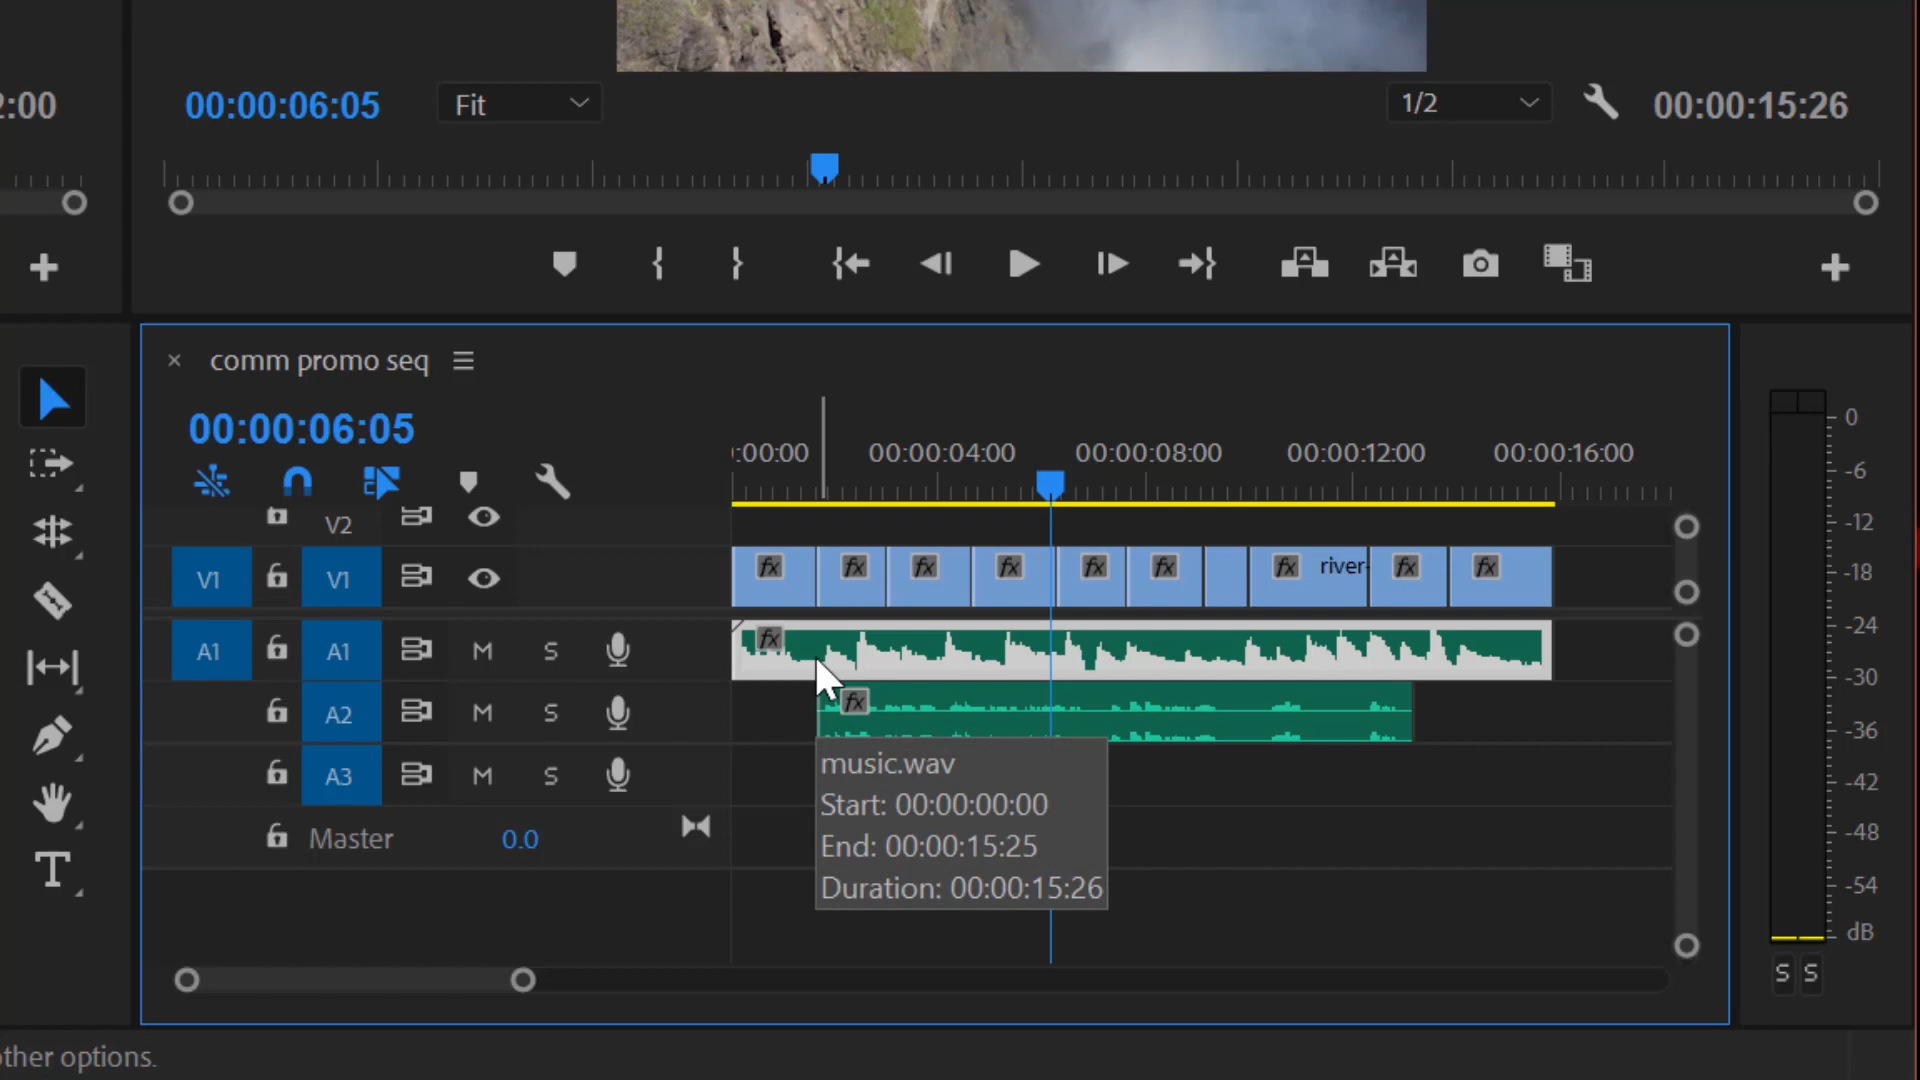 2:00
00:00:06:05
Fit
1/2
00:00:15:26
comm promo seq
00:00:06:05
:00:00
00:00:04:00
00:00:08:00
00:00:12:00
00:00:16:00
V2
V1
V1
fx
fx
fx
fx
fx
fx
fx
river-
fx
fx
A1
A1
M
S
fx
A2
M
S
fx
A3
M
S
Master
0.0
music.wav
Start: 00:00:00:00
End: 00:00:15:25
Duration: 00:00:15:26
0
-6
-12
-18
-24
-30
-36
-42
-48
-54
dB
S
S
other options.